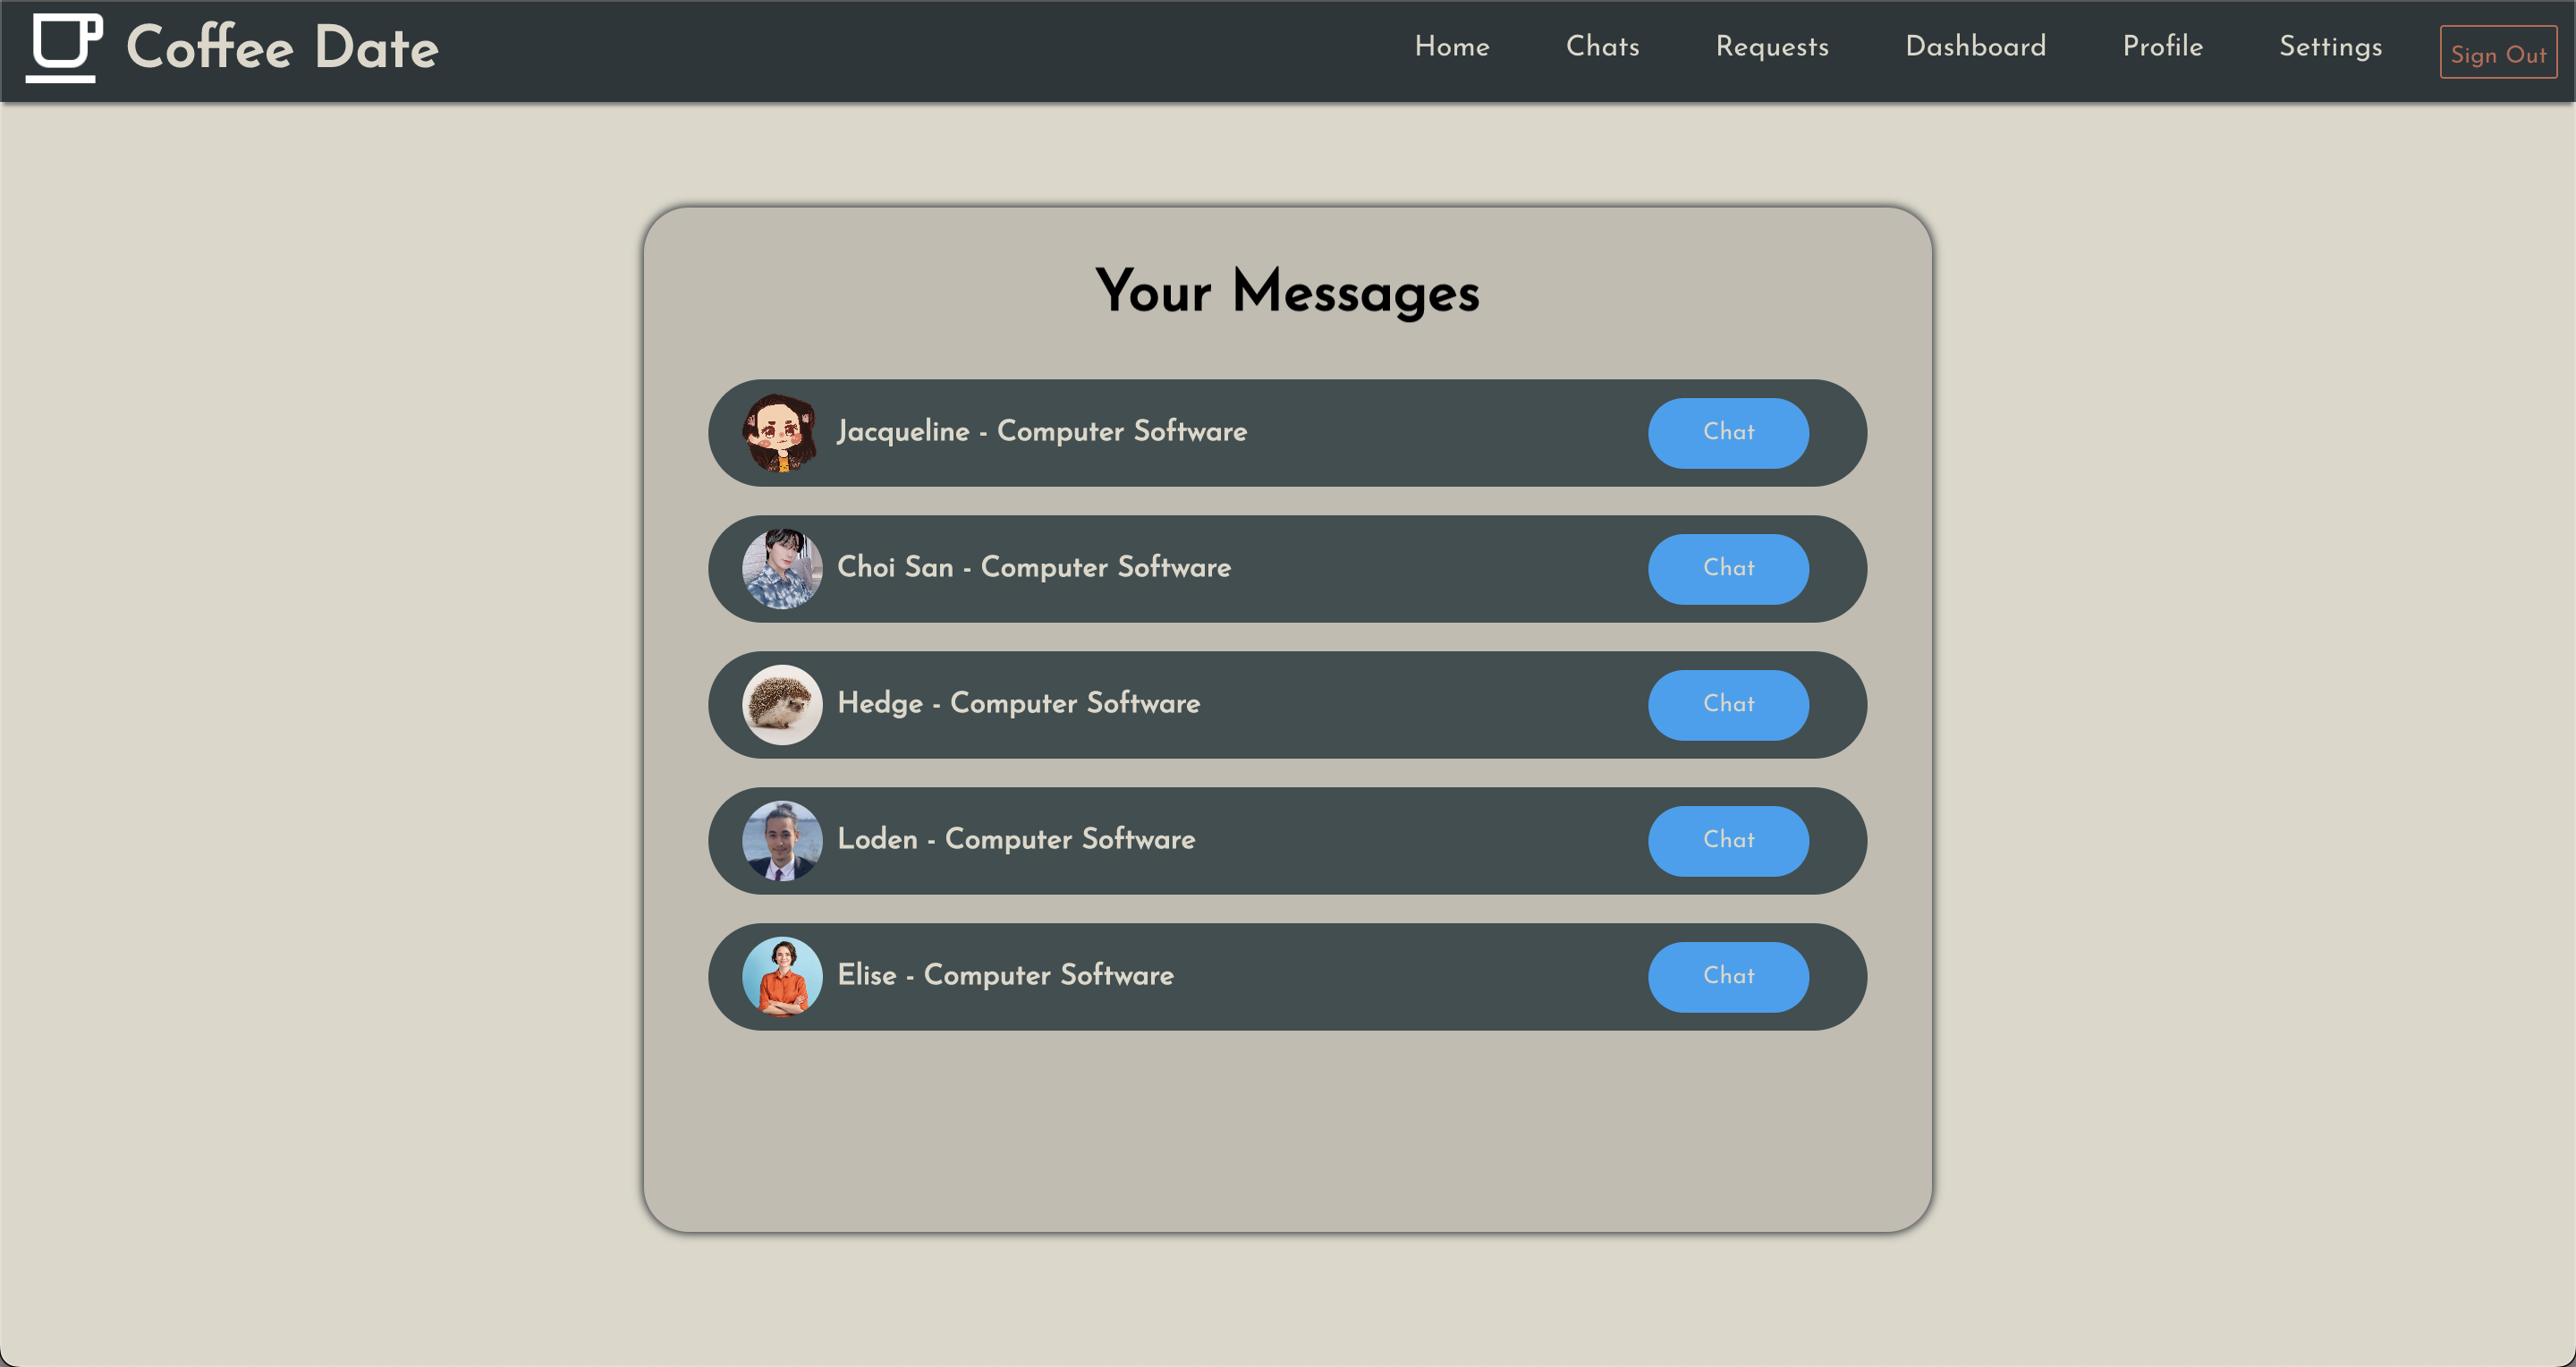 Coffee Date
Home Chats Requests Dashboard Profile Settings Sign Out
Your Messages
Jacqueline - Computer Software Chat
Choi San - Computer Software Chat
Hedge - Computer Software Chat
Loden - Computer Software Chat
Elise - Computer Software Chat